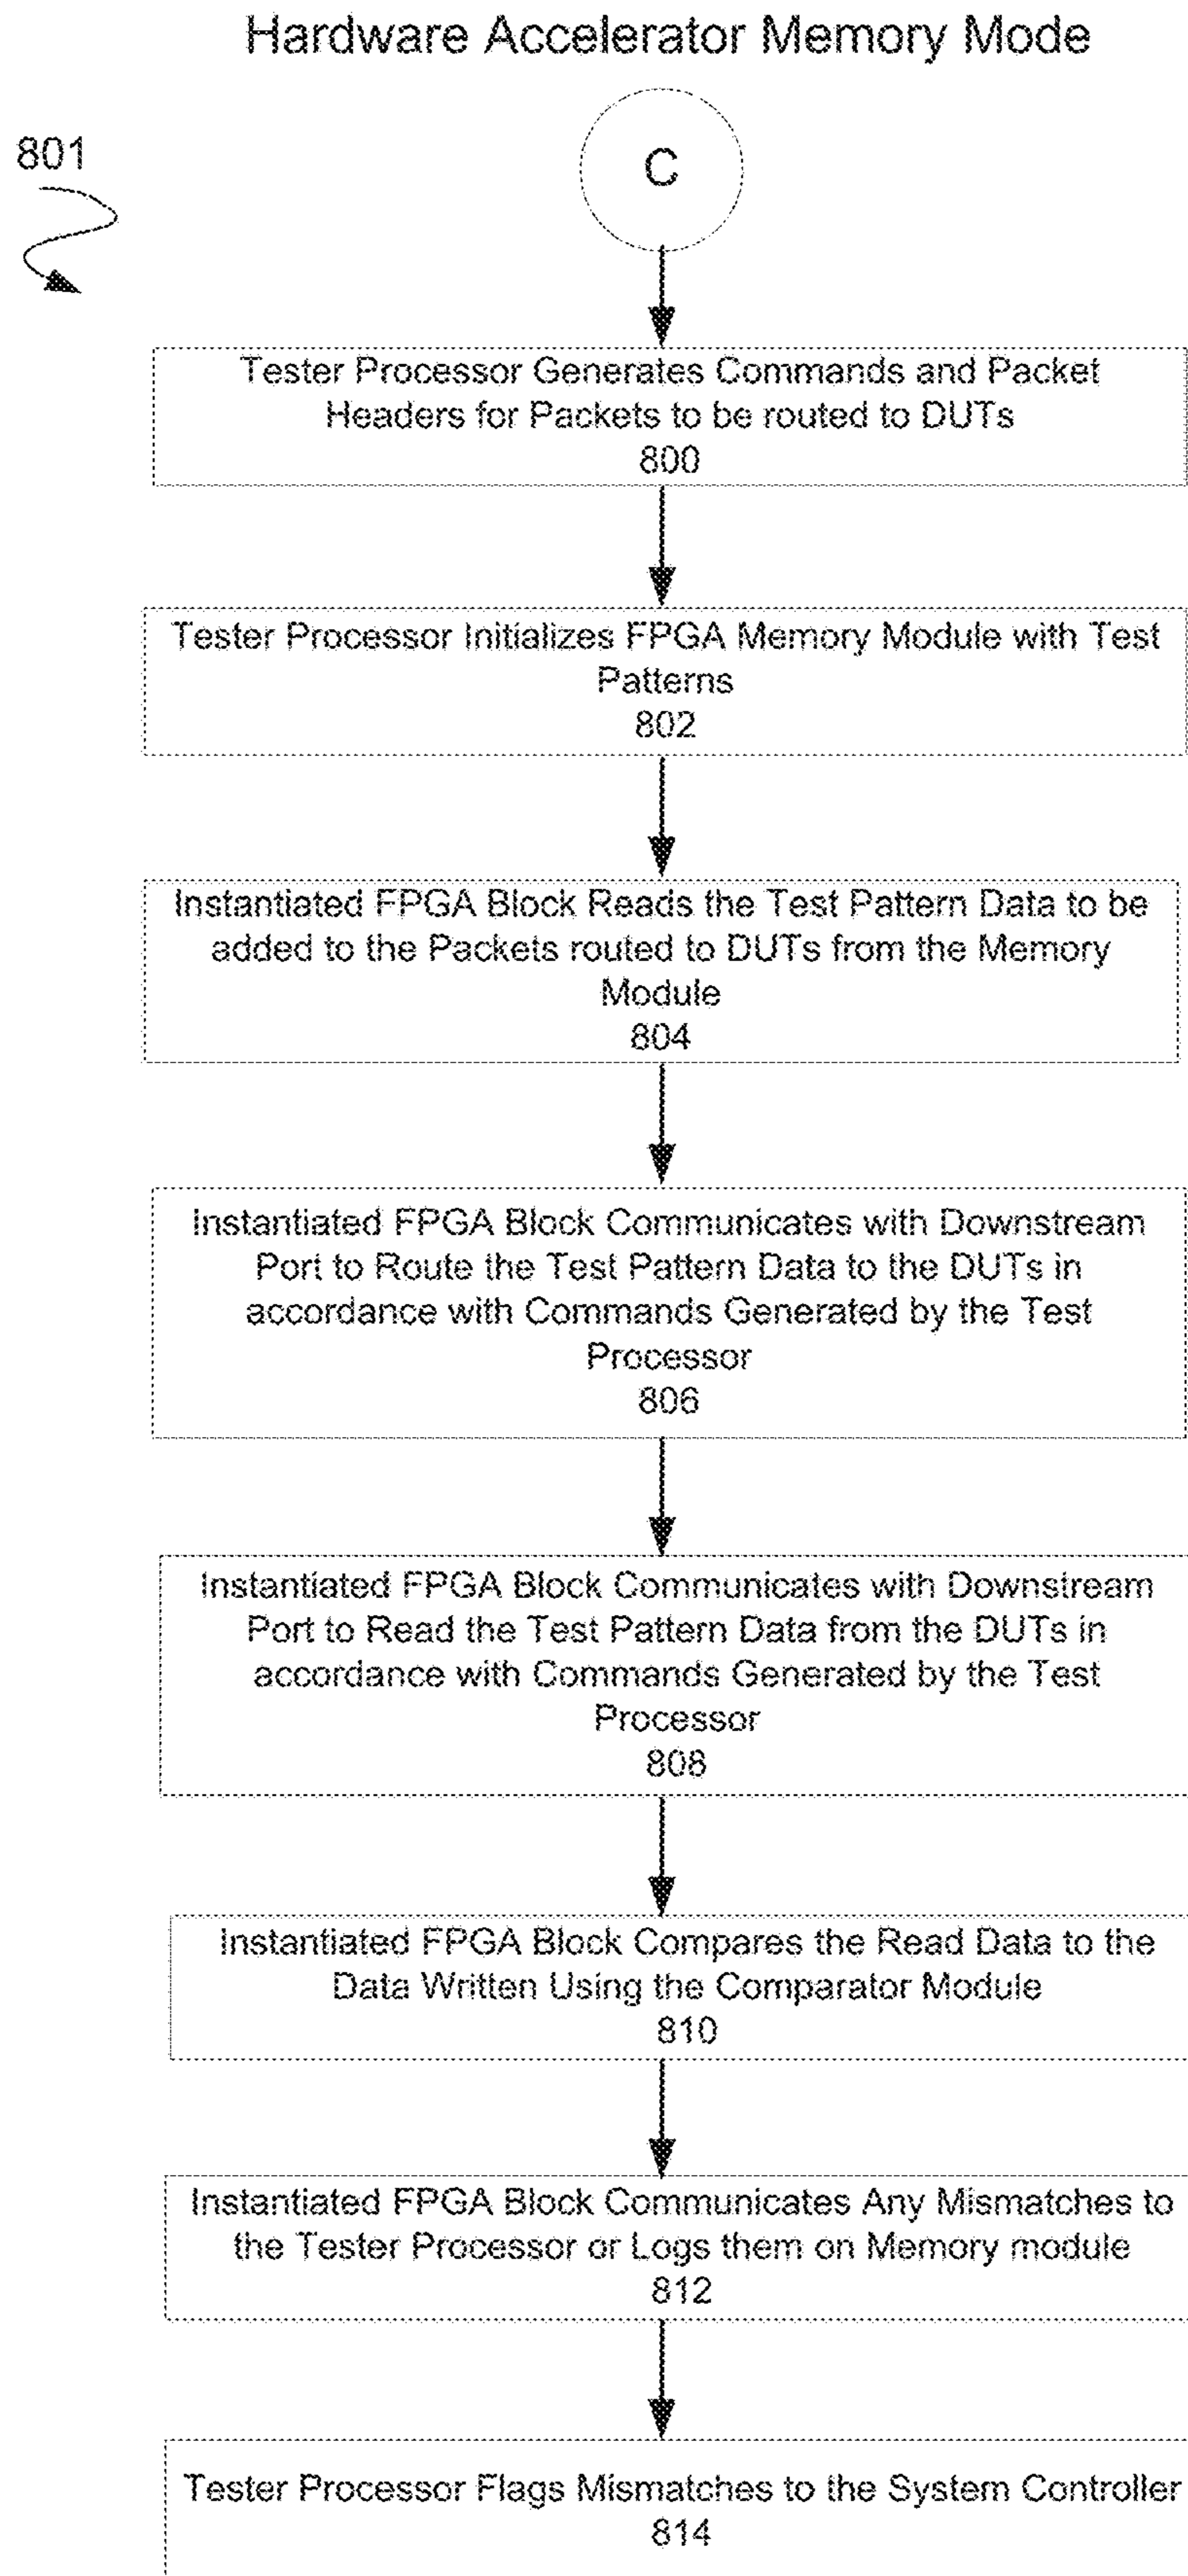 Hardware Accelerator Memory Mode
801
C
Tester Processor Generates Commands and Packet
Headers for Packets to be routed to DUTs
800
Tester Processor Initializes FPGA Memory Module with Test
Patterns
802
Instantiated FPGA Block Reads the Test Pattern Data to be
added to the Packets routed to DUTs from the Memory
Module
804
Instantiated FPGA Block Communicates with Downstream
Port to Route the Test Pattern Data to the DUTs in
accordance with Commands Generated by the Test
Processor
806
Instantiated FPGA Block Communicates with Downstream
Port to Read the Test Pattern Data from the DUTs in
accordance with Commands Generated by the Test
Processor
808
Instantiated FPGA Block Compares the Read Data to the
Data Written Using the Comparator Module
810
Instantiated FPGA Block Communicates Any Mismatches to
the Tester Processor or Logs them on Memory module
812
Tester Processor Flags Mismatches to the System Controller
814